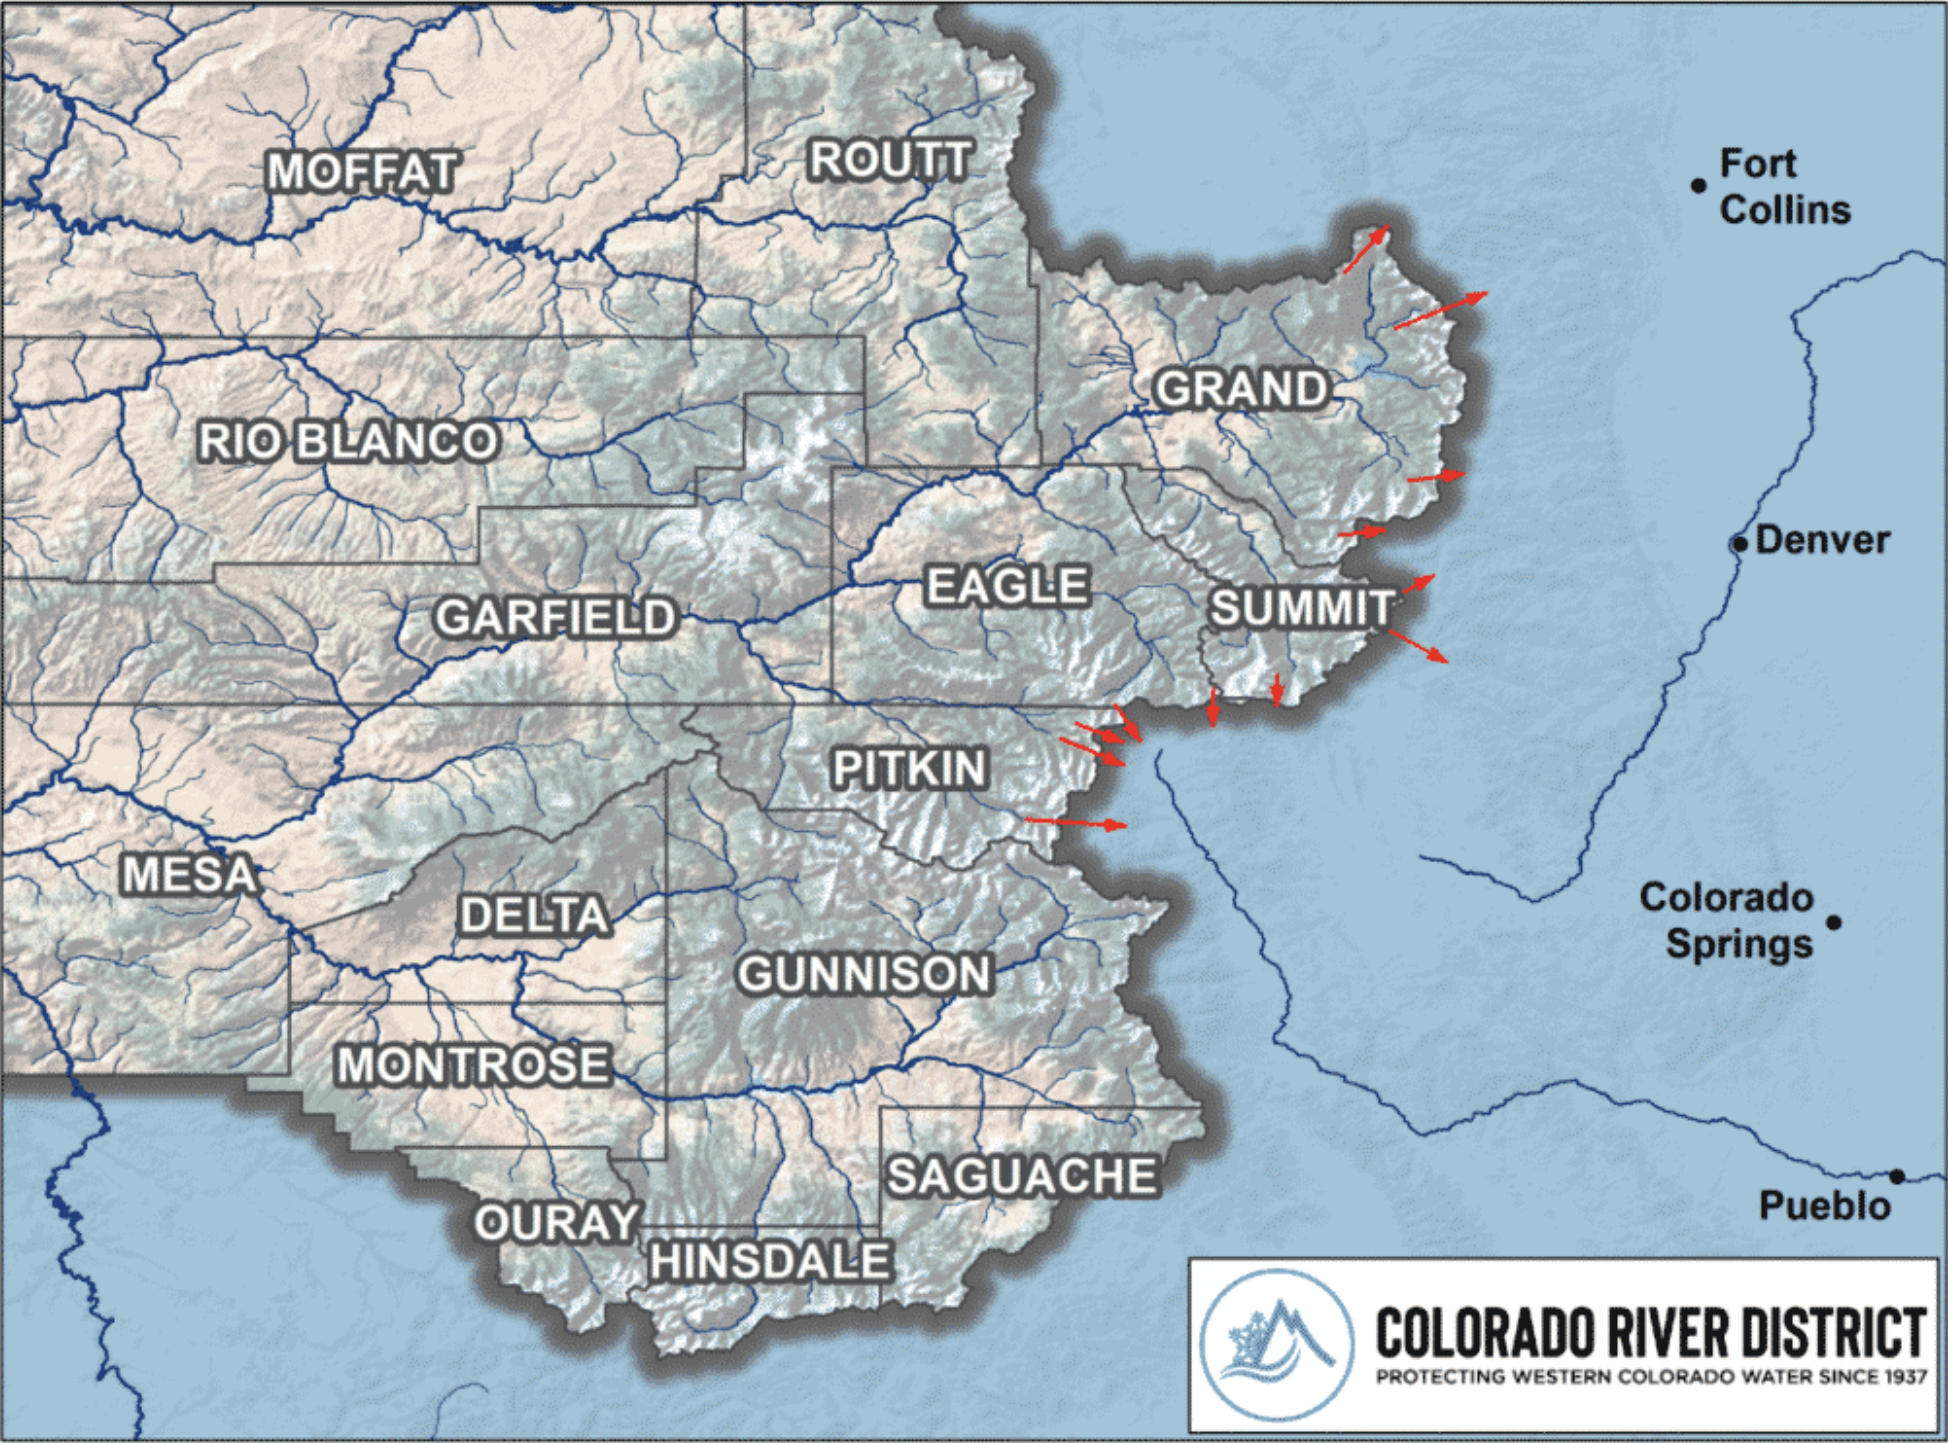 MOFFAT
ROUTT
Fort
Collins
GRAND
RIO BLANCO
Denver
EAGLE
SUMMIT
GARFIELD
PITKIN
MESA
DELTA
Colorado
Springs
GUNNISON
MONTROSE
SAGUACHE
Pueblo
OURAY
HINSDALE
COLORADO RIVER DISTRICT
PROTECTING WESTERN COLORADO WATER SINCE 1937